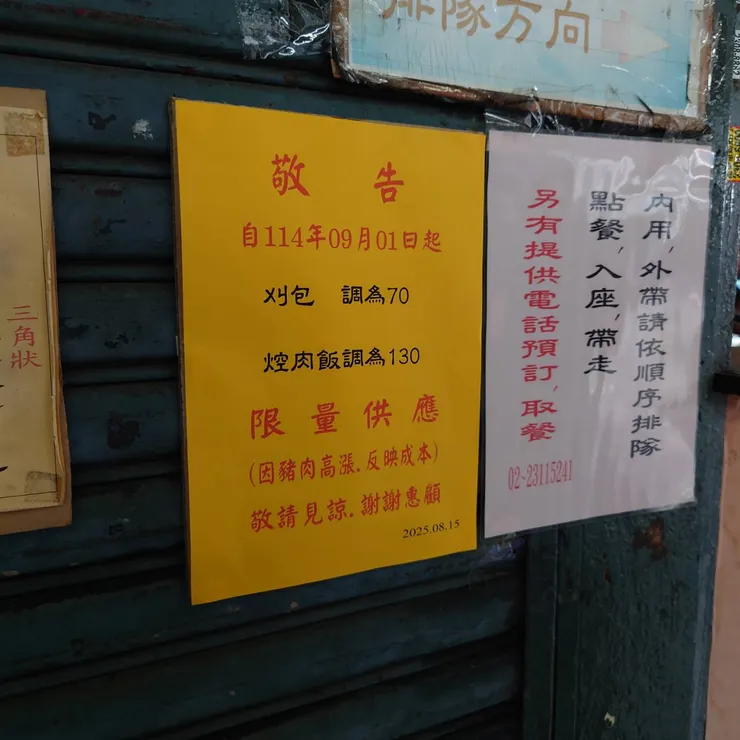 排隊方向
敬告
自114年09月01日起
刈包 調為70
焢肉飯調為130
限量供應
(因豬肉高漲.反映成本)
敬請見諒.謝謝惠顧
2025.08.15
內用,外帶請依順序排隊
點餐,入座,帶走
另有提供電話預訂,取餐
02-23115241
三角狀